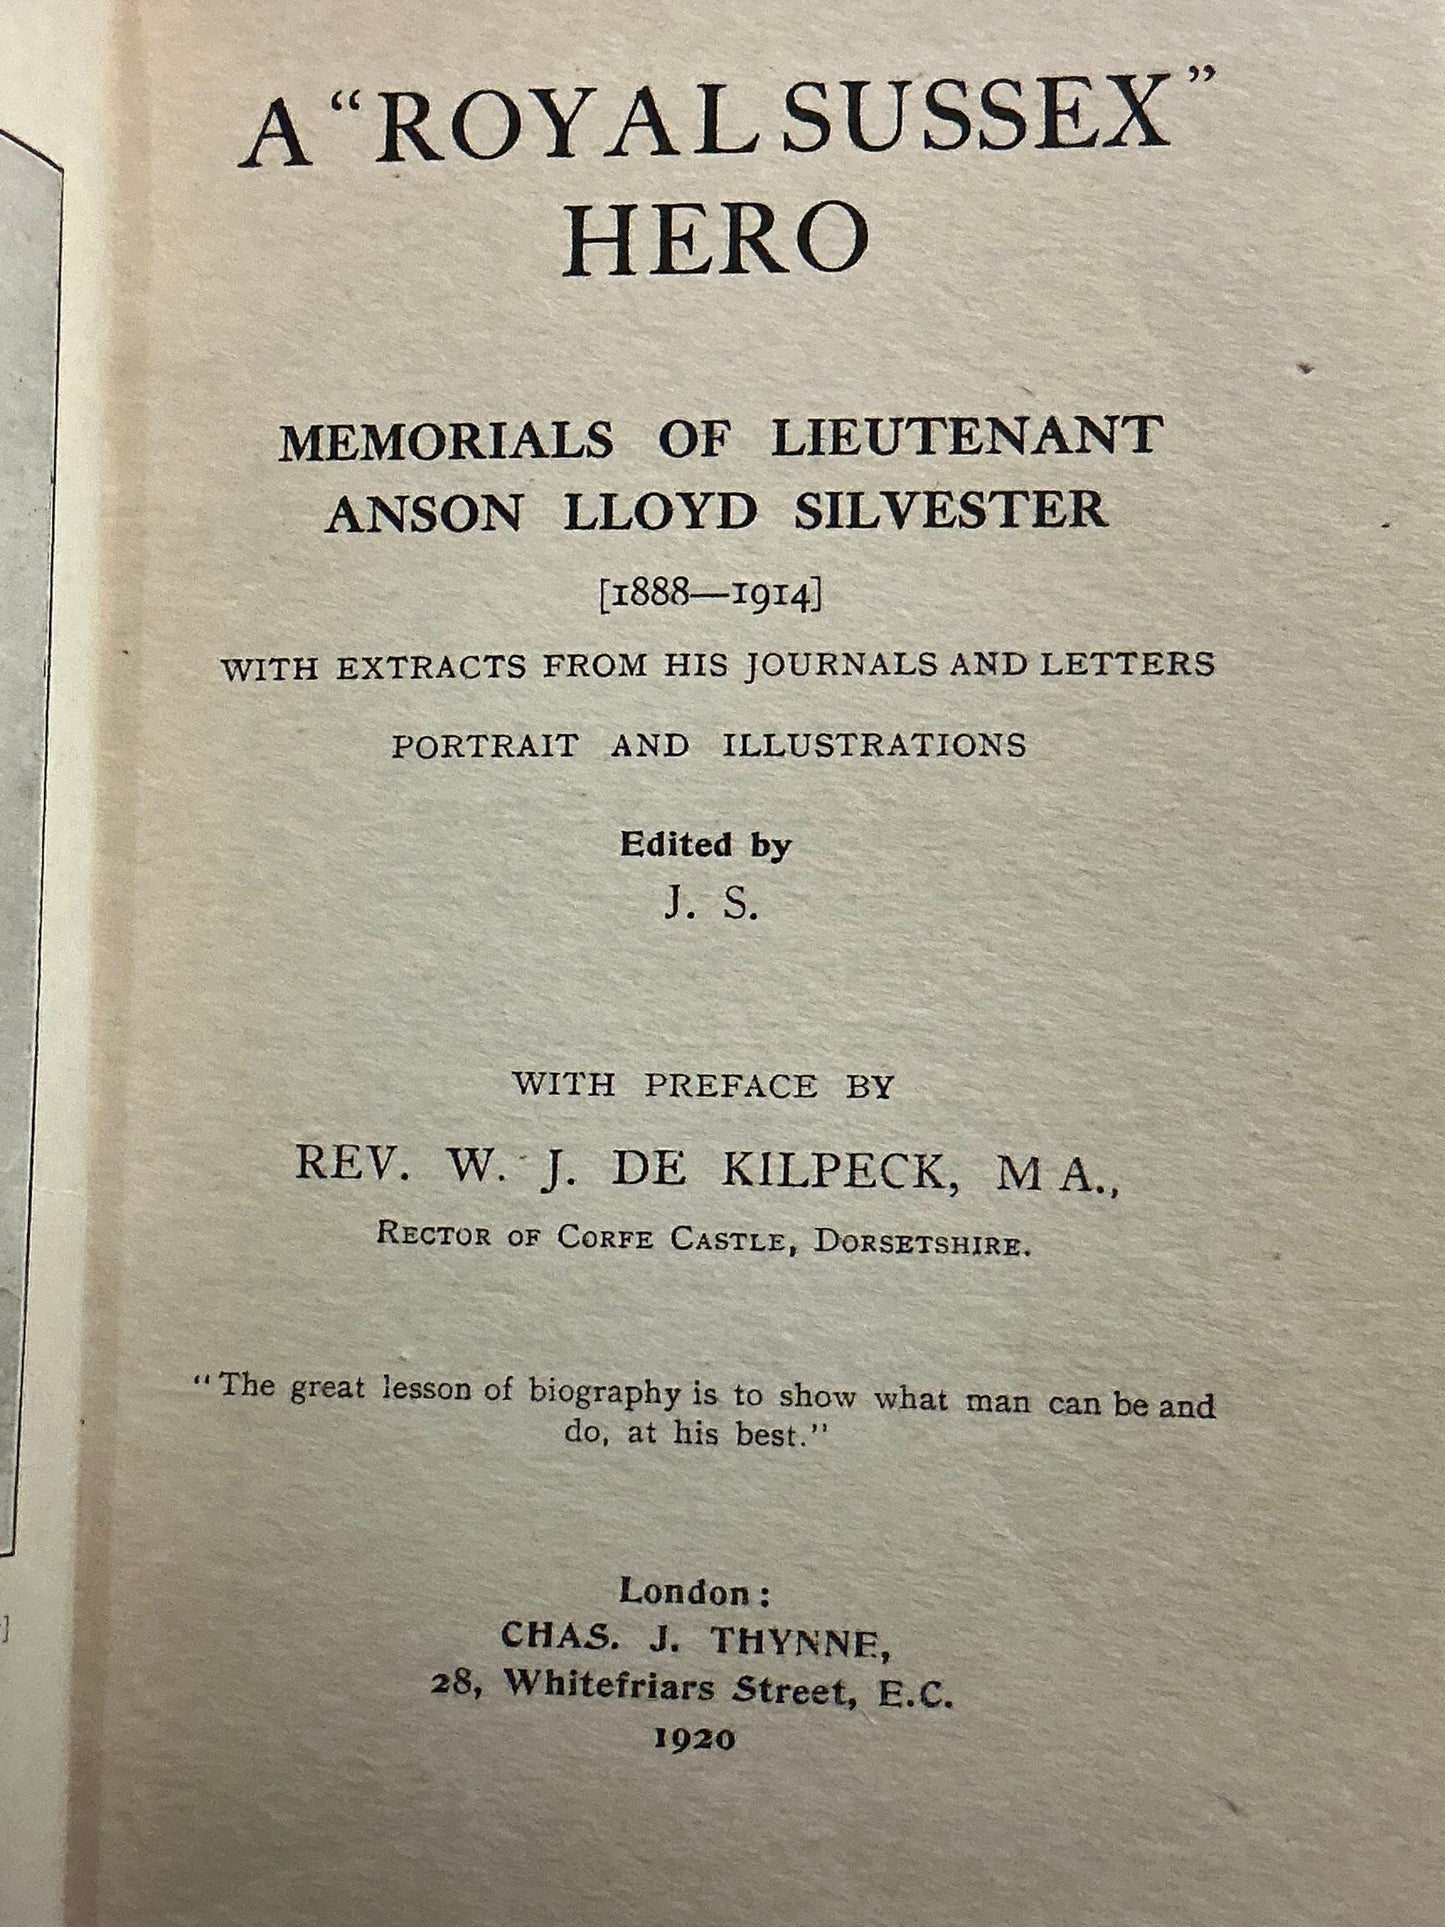 A “ROYAL SUSSEX”
HERO
MEMORIALS OF LIEUTENANT
ANSON LLOYD SILVESTER
[1888—1914]
WITH EXTRACTS FROM HIS JOURNALS AND LETTERS
PORTRAIT AND ILLUSTRATIONS
Edited by
J. S.
WITH PREFACE BY
REV. W. J. DE KILPECK, M A.,
RECTOR OF CORFE CASTLE, DORSETSHIRE.
“The great lesson of biography is to show what man can be and
do, at his best.”
London:
CHAS. J. THYNNE,
28, Whitefriars Street, E.C.
1920